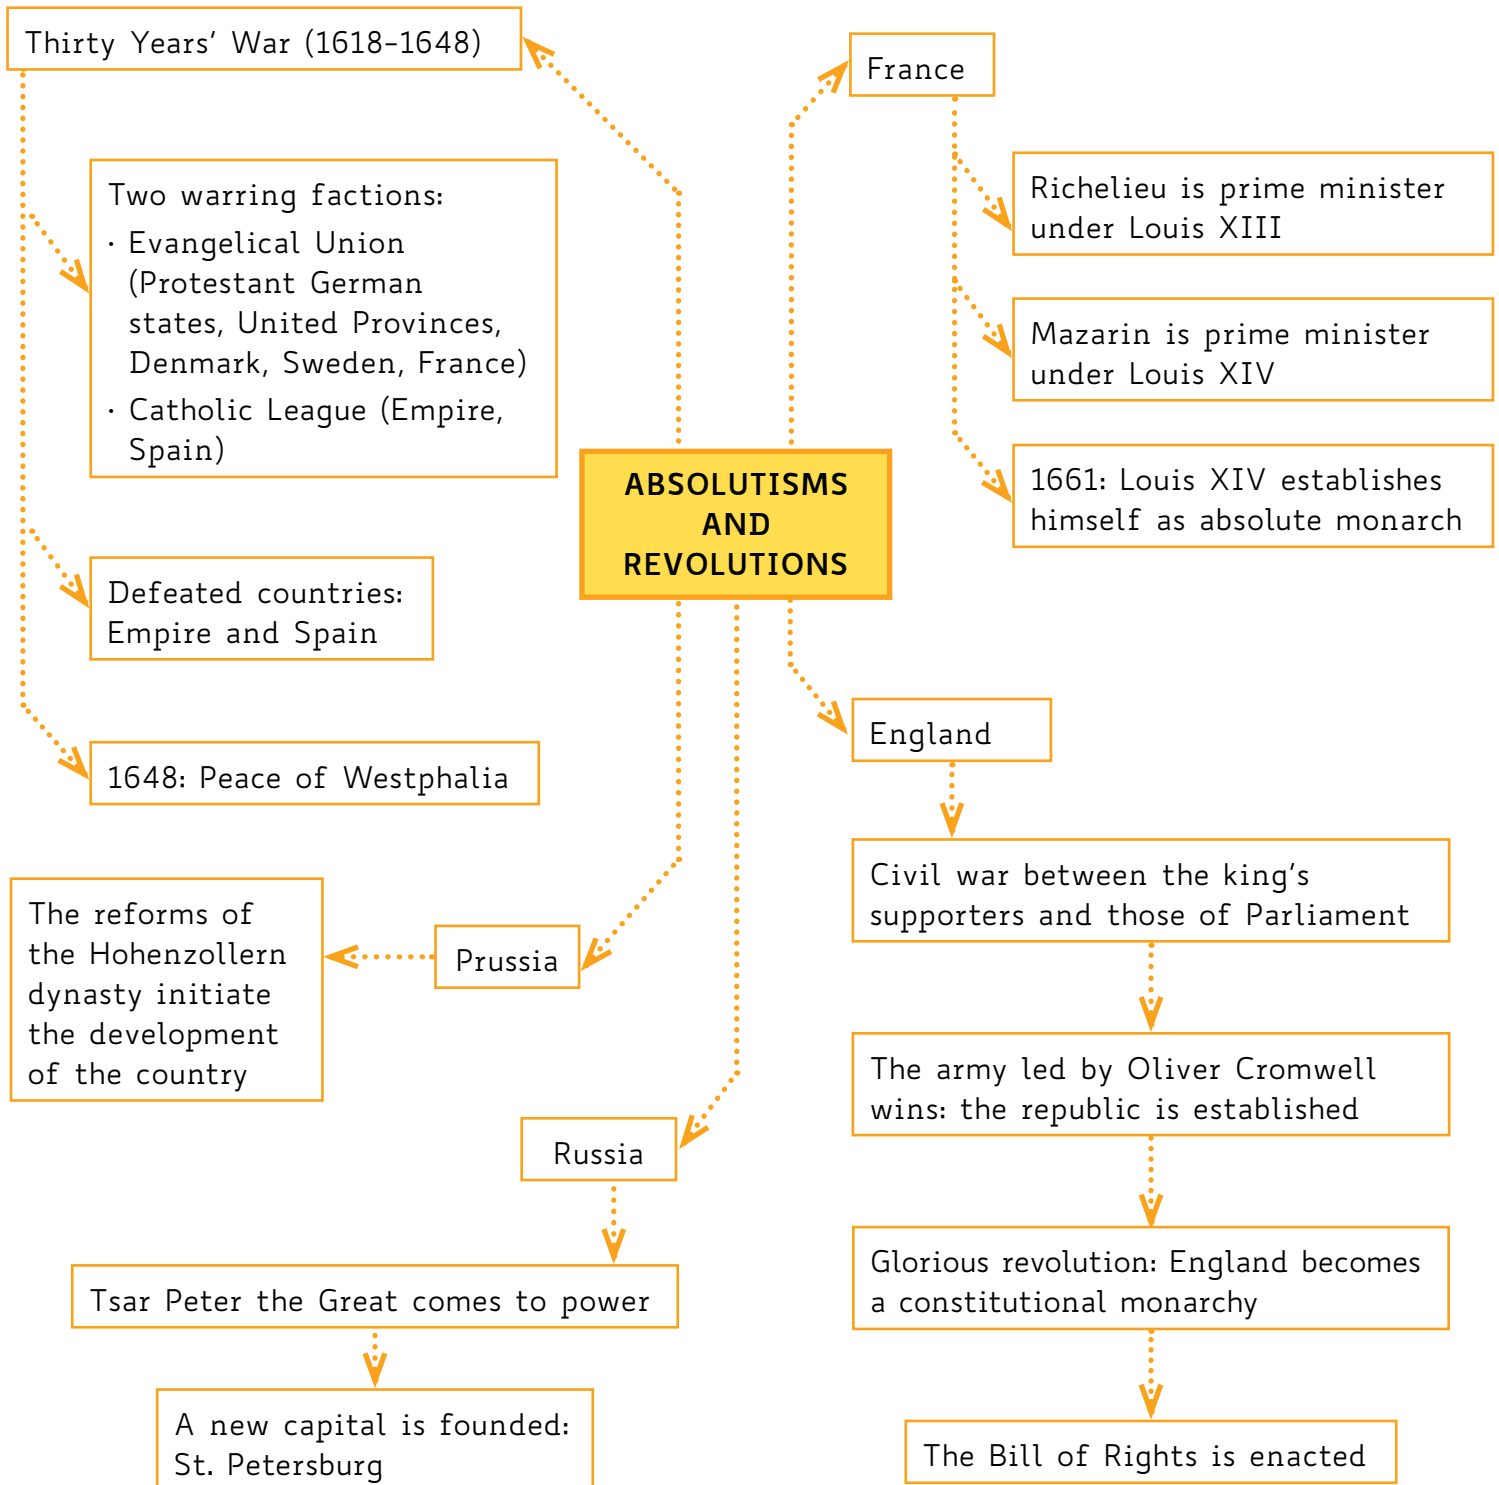 Thirty Years' War (1618–1648)
Two warring factions:
· Evangelical Union
(Protestant German
states, United Provinces,
Denmark, Sweden, France)
· Catholic League (Empire,
Spain)
Defeated countries:
Empire and Spain
1648: Peace of Westphalia
France
Richelieu is prime minister
under Louis XIII
Mazarin is prime minister
under Louis XIV
1661: Louis XIV establishes
himself as absolute monarch
ABSOLUTISMS
AND
REVOLUTIONS
England
Civil war between the king's
supporters and those of Parliament
The army led by Oliver Cromwell
wins: the republic is established
Glorious revolution: England becomes
a constitutional monarchy
The Bill of Rights is enacted
Prussia
The reforms of
the Hohenzollern
dynasty initiate
the development
of the country
Russia
Tsar Peter the Great comes to power
A new capital is founded:
St. Petersburg